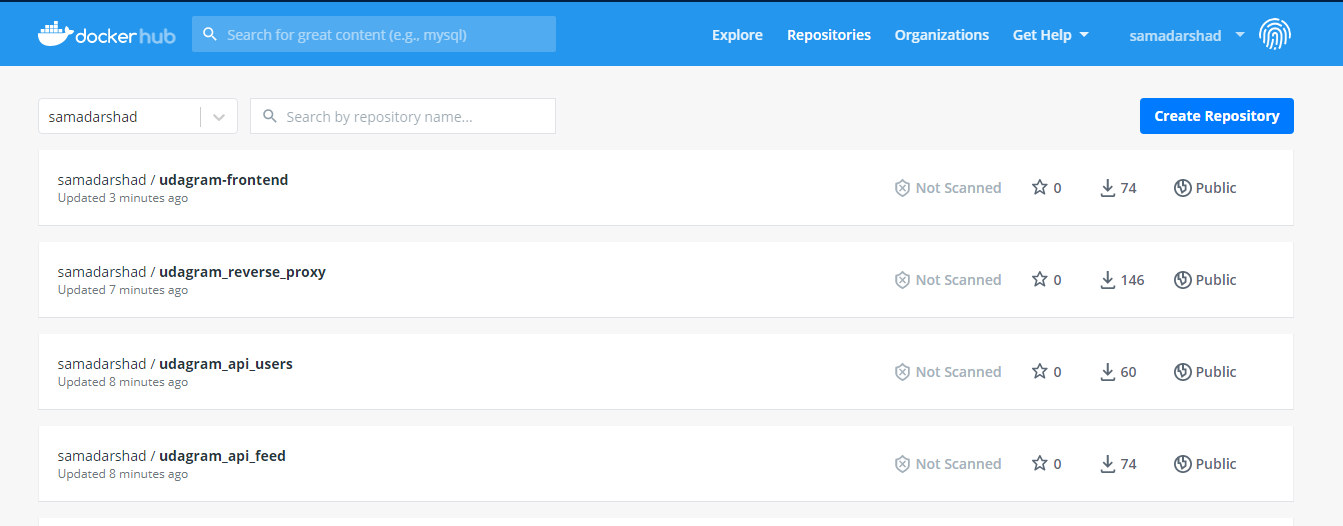 dockerhub
Search for great content (e.g., mysql)
Explore
Repositories
Organizations
Get Help
samadarshad
samadarshad
Search by repository name...
Create Repository
samadarshad / udagram-frontend
Updated 3 minutes ago
Not Scanned
0
74
Public
samadarshad / udagram_reverse_proxy
Updated 7 minutes ago
Not Scanned
0
146
Public
samadarshad / udagram_api_users
Updated 8 minutes ago
Not Scanned
0
60
Public
samadarshad / udagram_api_feed
Updated 8 minutes ago
Not Scanned
0
74
Public